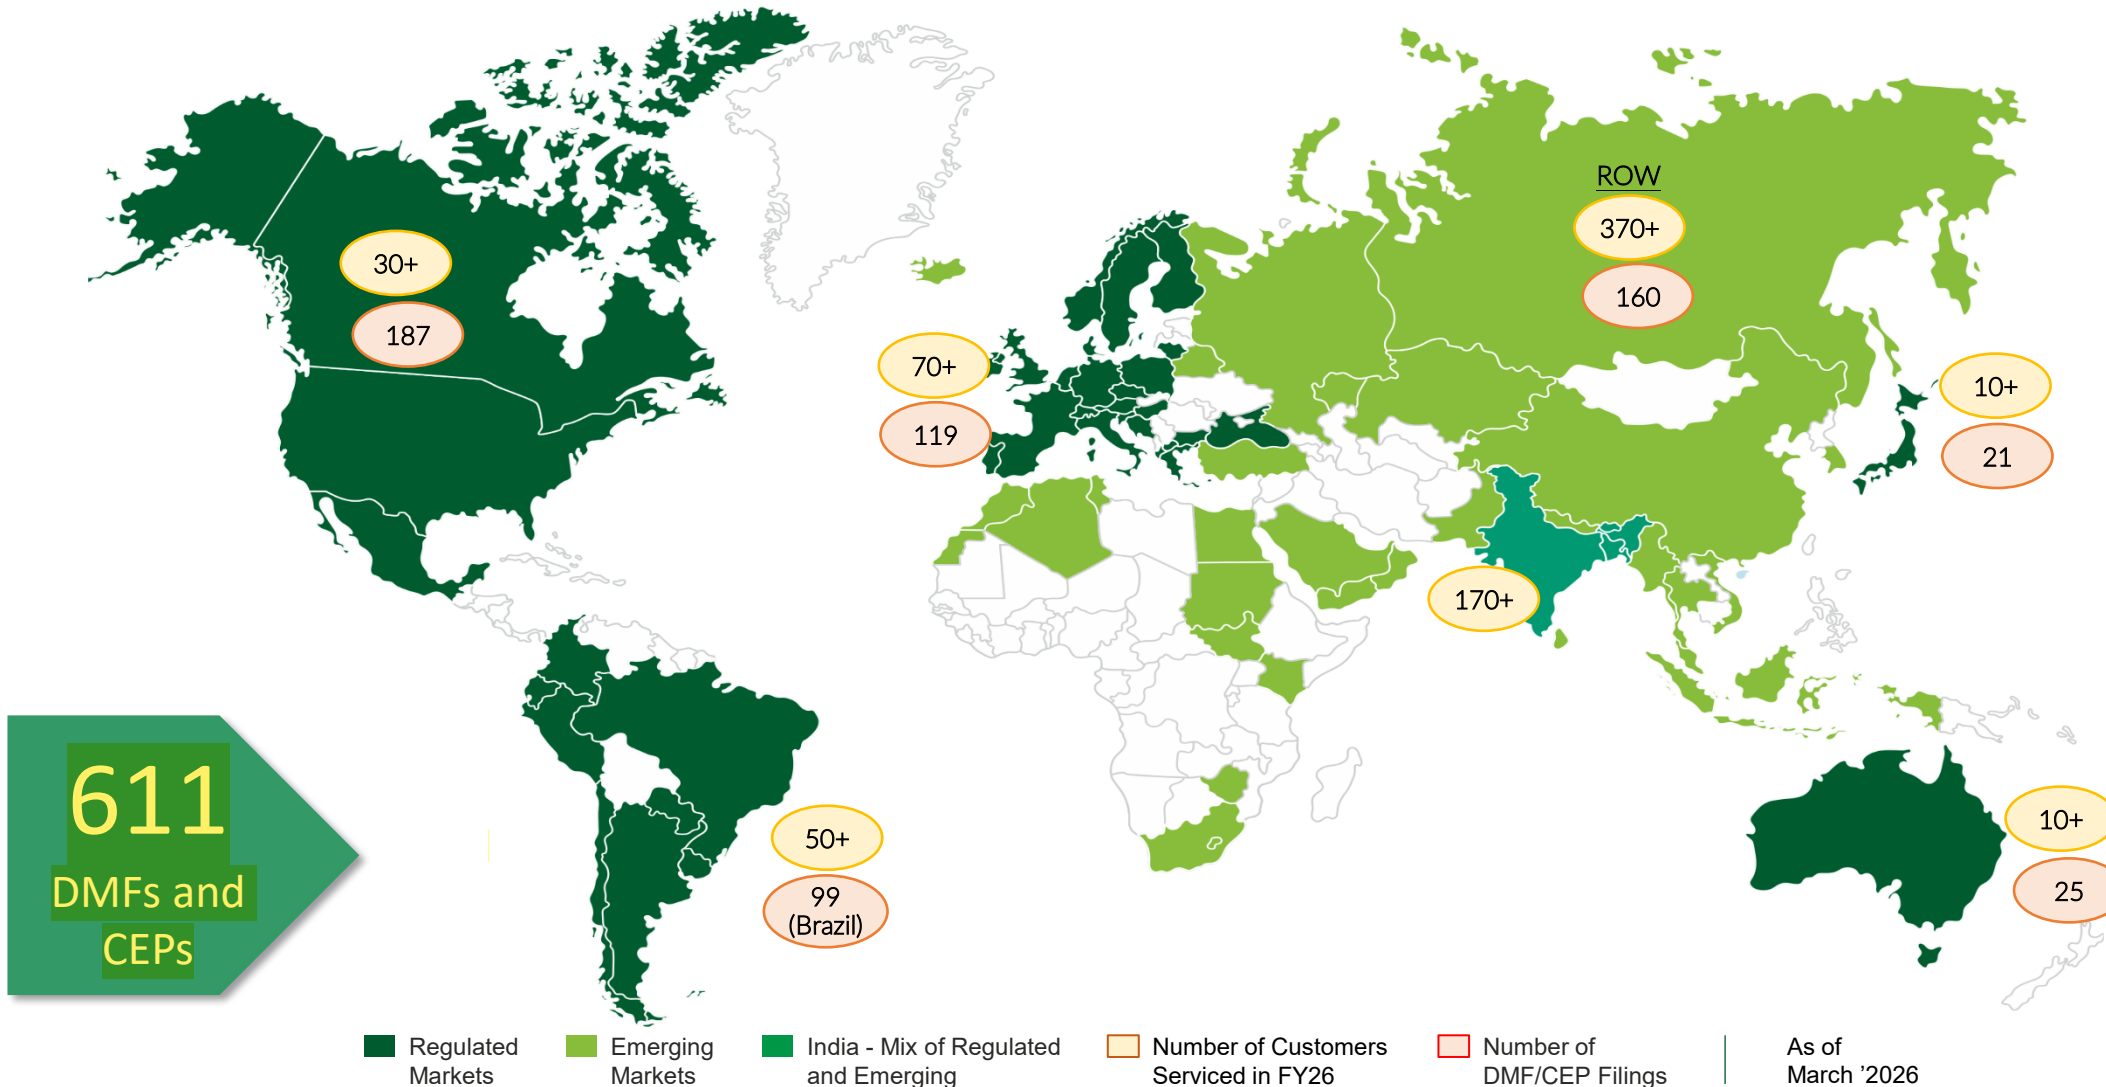 ROW
370+
160
30+
187
70+
119
10+
21
170+
50+
99
(Brazil)
10+
25
611
DMFs and
CEPs
Regulated
Markets
Emerging
Markets
India - Mix of Regulated
and Emerging
Number of Customers
Serviced in FY26
Number of
DMF/CEP Filings
As of
March ’2026